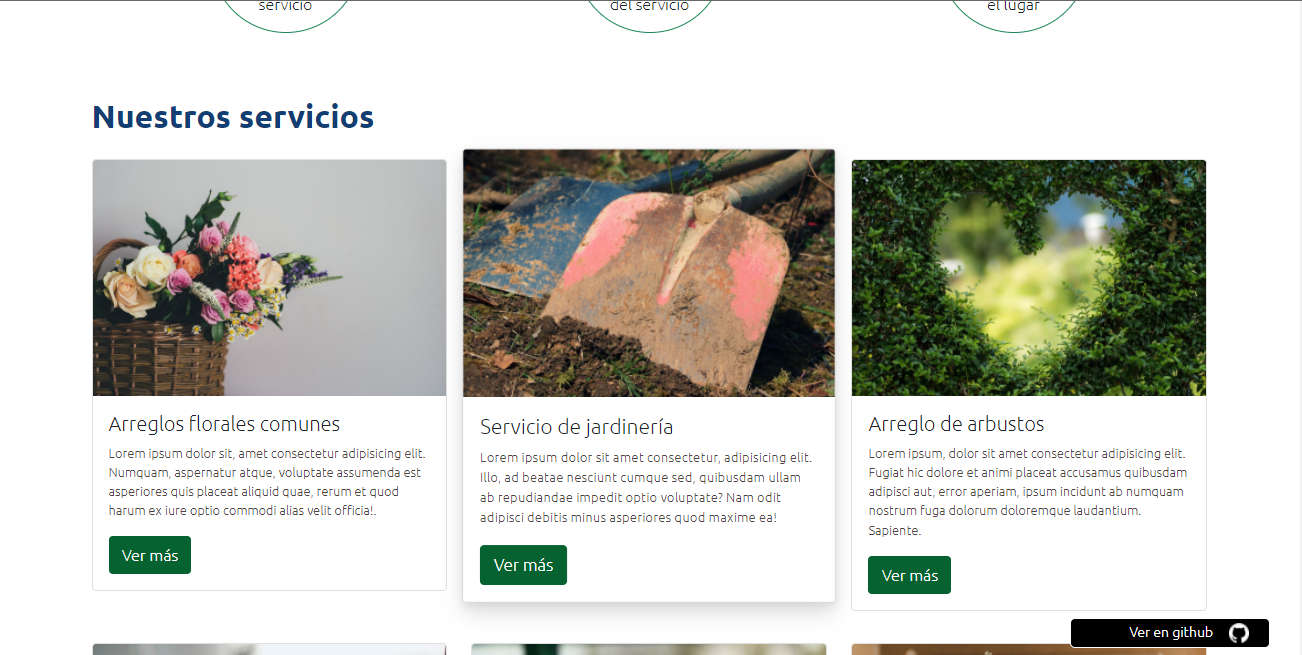 servicio
del servicio
el lugar
Nuestros servicios
Arreglos florales comunes
Lorem ipsum dolor sit, amet consectetur adipisicing elit.
Numquam, aspernatur atque, voluptate assumenda est
asperiores quis placeat aliquid quae, rerum et quod
harum ex iure optio commodi alias velit officia!.
Ver más
Servicio de jardinería
Lorem ipsum dolor sit amet consectetur, adipisicing elit.
Illo, ad beatae nesciunt cumque sed, quibusdam ullam
ab repudiandae impedit optio voluptate? Nam odit
adipisci debitis minus asperiores quod maxime ea!
Ver más
Arreglo de arbustos
Lorem ipsum, dolor sit amet consectetur adipisicing elit.
Fugiat hic dolore et animi placeat accusamus quibusdam
adipisci aut, error aperiam, ipsum incidunt ab numquam
nostrum fuga dolorum doloremque laudantium.
Sapiente.
Ver más
Ver en github